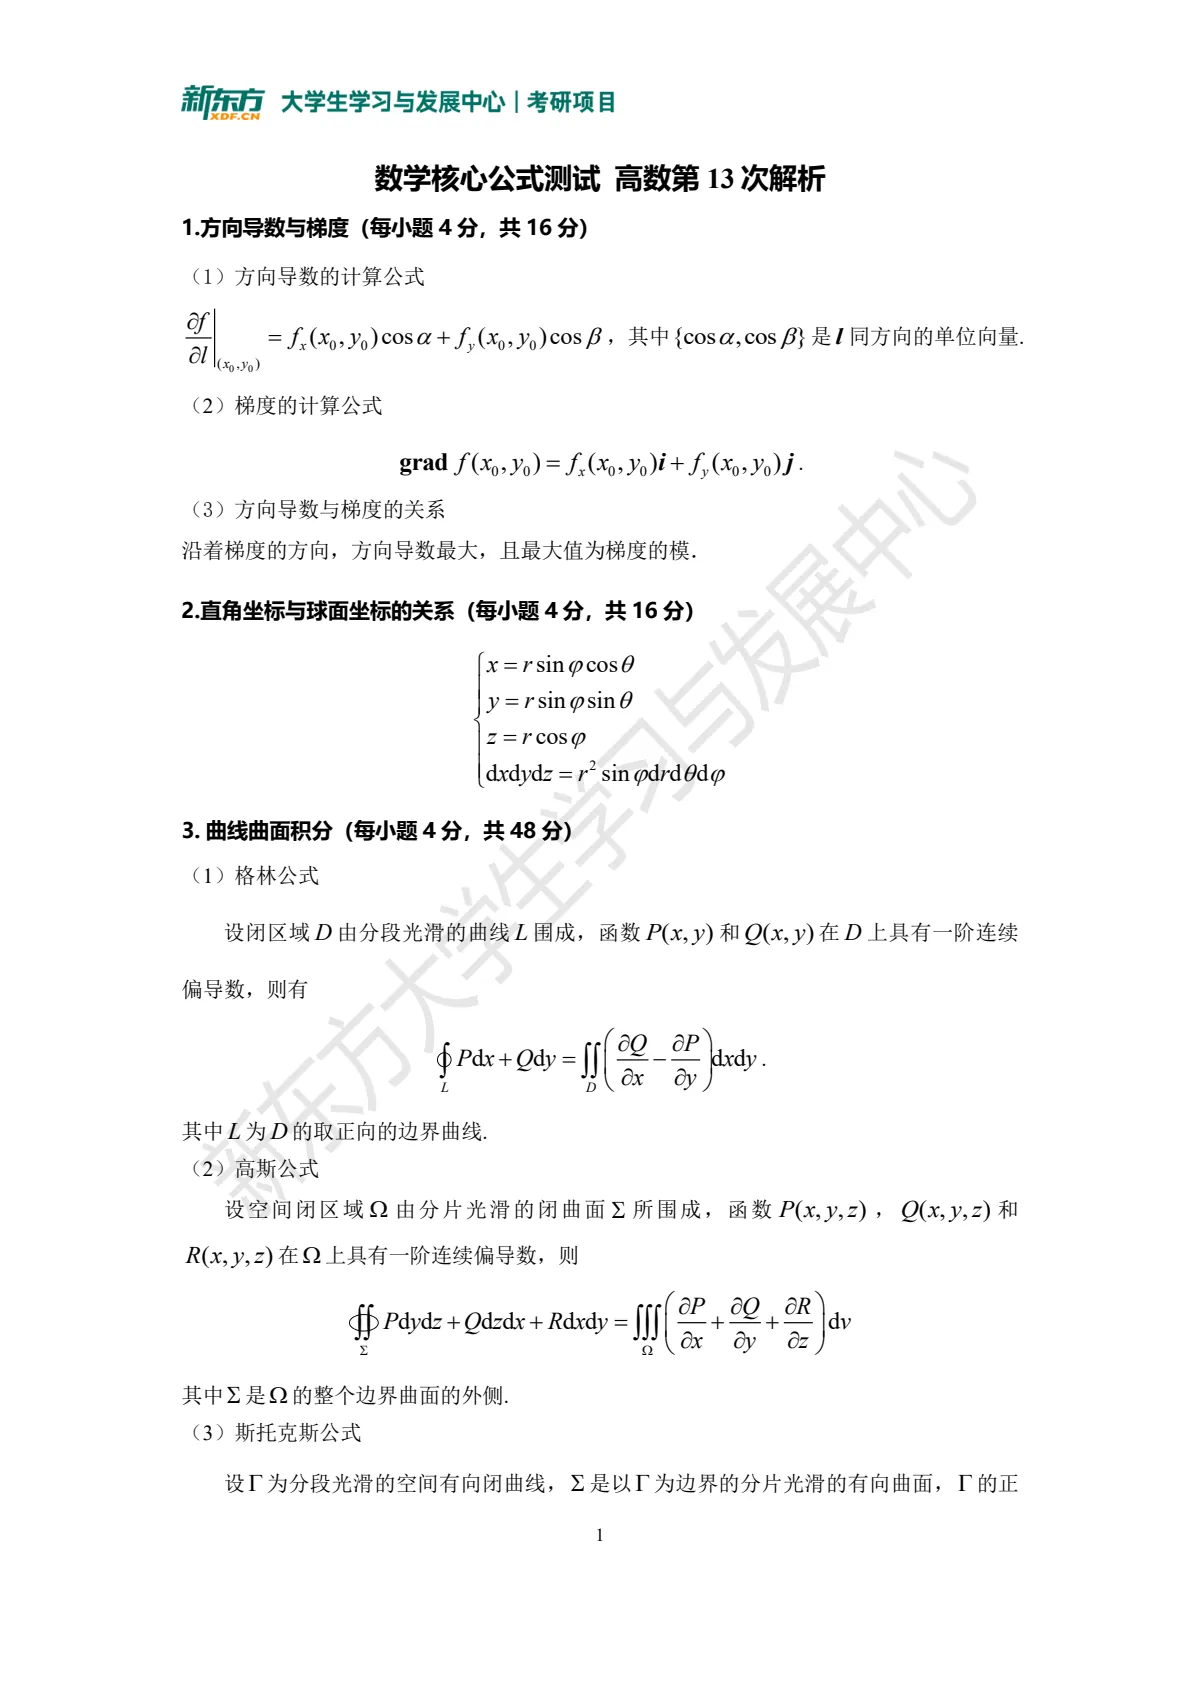 新东方 XDF.CN 大学生学习与发展中心 | 考研项目
数学核心公式测试 高数第 13 次解析
1.方向导数与梯度（每小题 4 分，共 16 分）
（1）方向导数的计算公式
∂f/∂l|(x₀,y₀) = fₓ(x₀,y₀)cosα + f_y(x₀,y₀)cosβ，其中{cosα,cosβ}是 l 同方向的单位向量.
（2）梯度的计算公式
grad f(x₀,y₀) = fₓ(x₀,y₀)i + f_y(x₀,y₀)j.
（3）方向导数与梯度的关系
沿着梯度的方向，方向导数最大，且最大值为梯度的模.
2.直角坐标与球面坐标的关系（每小题 4 分，共 16 分）
x = r sinφcosθ
y = r sinφsinθ
z = r cosφ
dxdydz = r² sinφdrdθdφ
3. 曲线曲面积分（每小题 4 分，共 48 分）
（1）格林公式
设闭区域 D 由分段光滑的曲线 L 围成，函数 P(x,y) 和 Q(x,y) 在 D 上具有一阶连续
偏导数，则有
∮_L Pdx + Qdy = ∬_D (∂Q/∂x − ∂P/∂y)dxdy.
其中 L 为 D 的取正向的边界曲线.
（2）高斯公式
设空间闭区域 Ω 由分片光滑的闭曲面 Σ 所围成，函数 P(x,y,z)，Q(x,y,z) 和
R(x,y,z) 在 Ω 上具有一阶连续偏导数，则
∯_Σ Pdydz + Qdzdx + Rdxdy = ∭_Ω (∂P/∂x + ∂Q/∂y + ∂R/∂z)dv
其中 Σ 是 Ω 的整个边界曲面的外侧.
（3）斯托克斯公式
设 Γ 为分段光滑的空间有向闭曲线，Σ 是以 Γ 为边界的分片光滑的有向曲面，Γ 的正
1
新东方大学生学习与发展中心